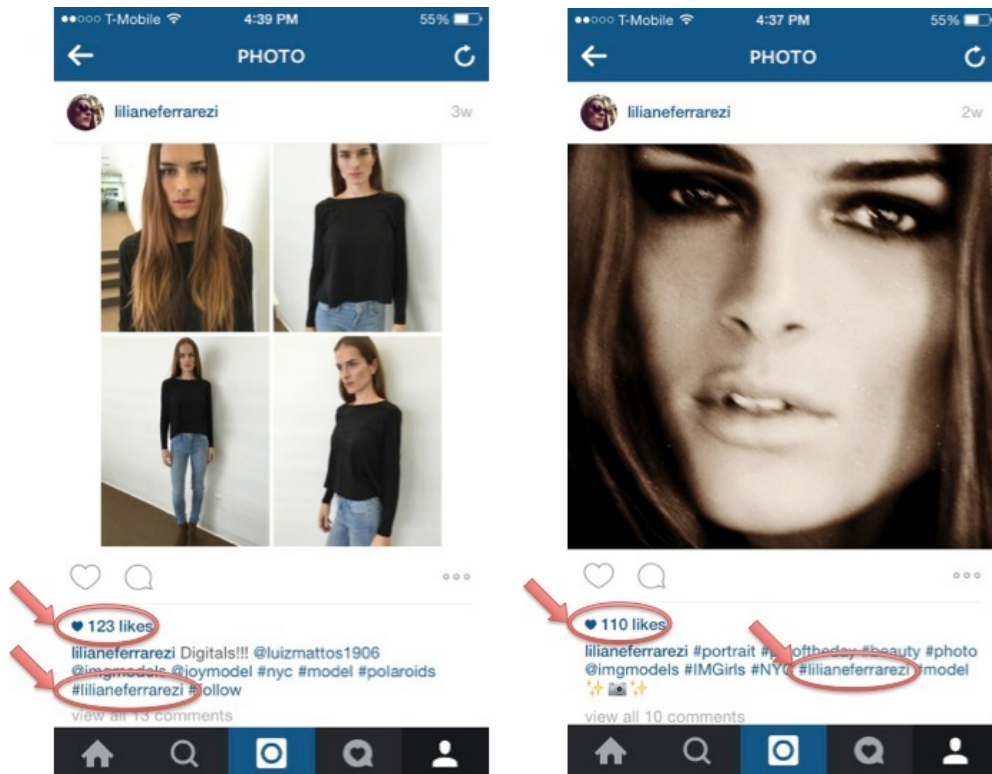 T-Mobile 4:39 PM 55%
PHOTO
lilianeferrarezi 3w
123 likes
lilianeferrarezi Digitals!!! @luizmattos1906
@imgmodels @joymodel #nyc #model #polaroids
#lilianeferrarezi #follow
view all 13 comments
T-Mobile 4:37 PM 55%
PHOTO
lilianeferrarezi 2w
110 likes
lilianeferrarezi #portrait #beauty #photo
@imgmodels #IMGirls #NYC #lilianeferrarezi #model
view all 10 comments